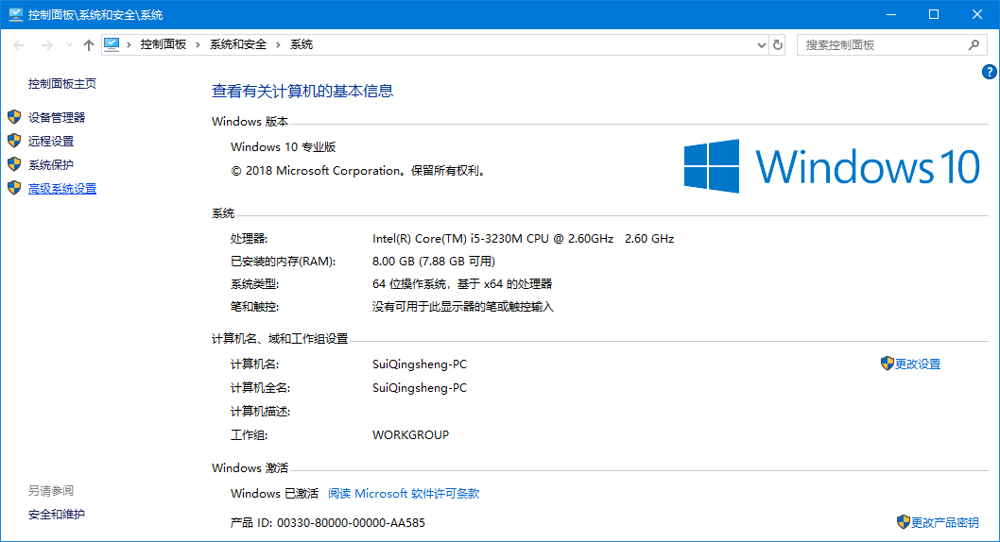 控制面板\系统和安全\系统
控制面板 › 系统和安全 › 系统
搜索控制面板
控制面板主页
设备管理器
远程设置
系统保护
高级系统设置
另请参阅
安全和维护
查看有关计算机的基本信息
Windows 版本
Windows 10 专业版
© 2018 Microsoft Corporation。保留所有权利。
Windows 10
系统
处理器: Intel(R) Core(TM) i5-3230M CPU @ 2.60GHz 2.60 GHz
已安装的内存(RAM): 8.00 GB (7.88 GB 可用)
系统类型: 64 位操作系统, 基于 x64 的处理器
笔和触控: 没有可用于此显示器的笔或触控输入
计算机名、域和工作组设置
计算机名: SuiQingsheng-PC 更改设置
计算机全名: SuiQingsheng-PC
计算机描述:
工作组: WORKGROUP
Windows 激活
Windows 已激活 阅读 Microsoft 软件许可条款
产品 ID: 00330-80000-00000-AA585 更改产品密钥